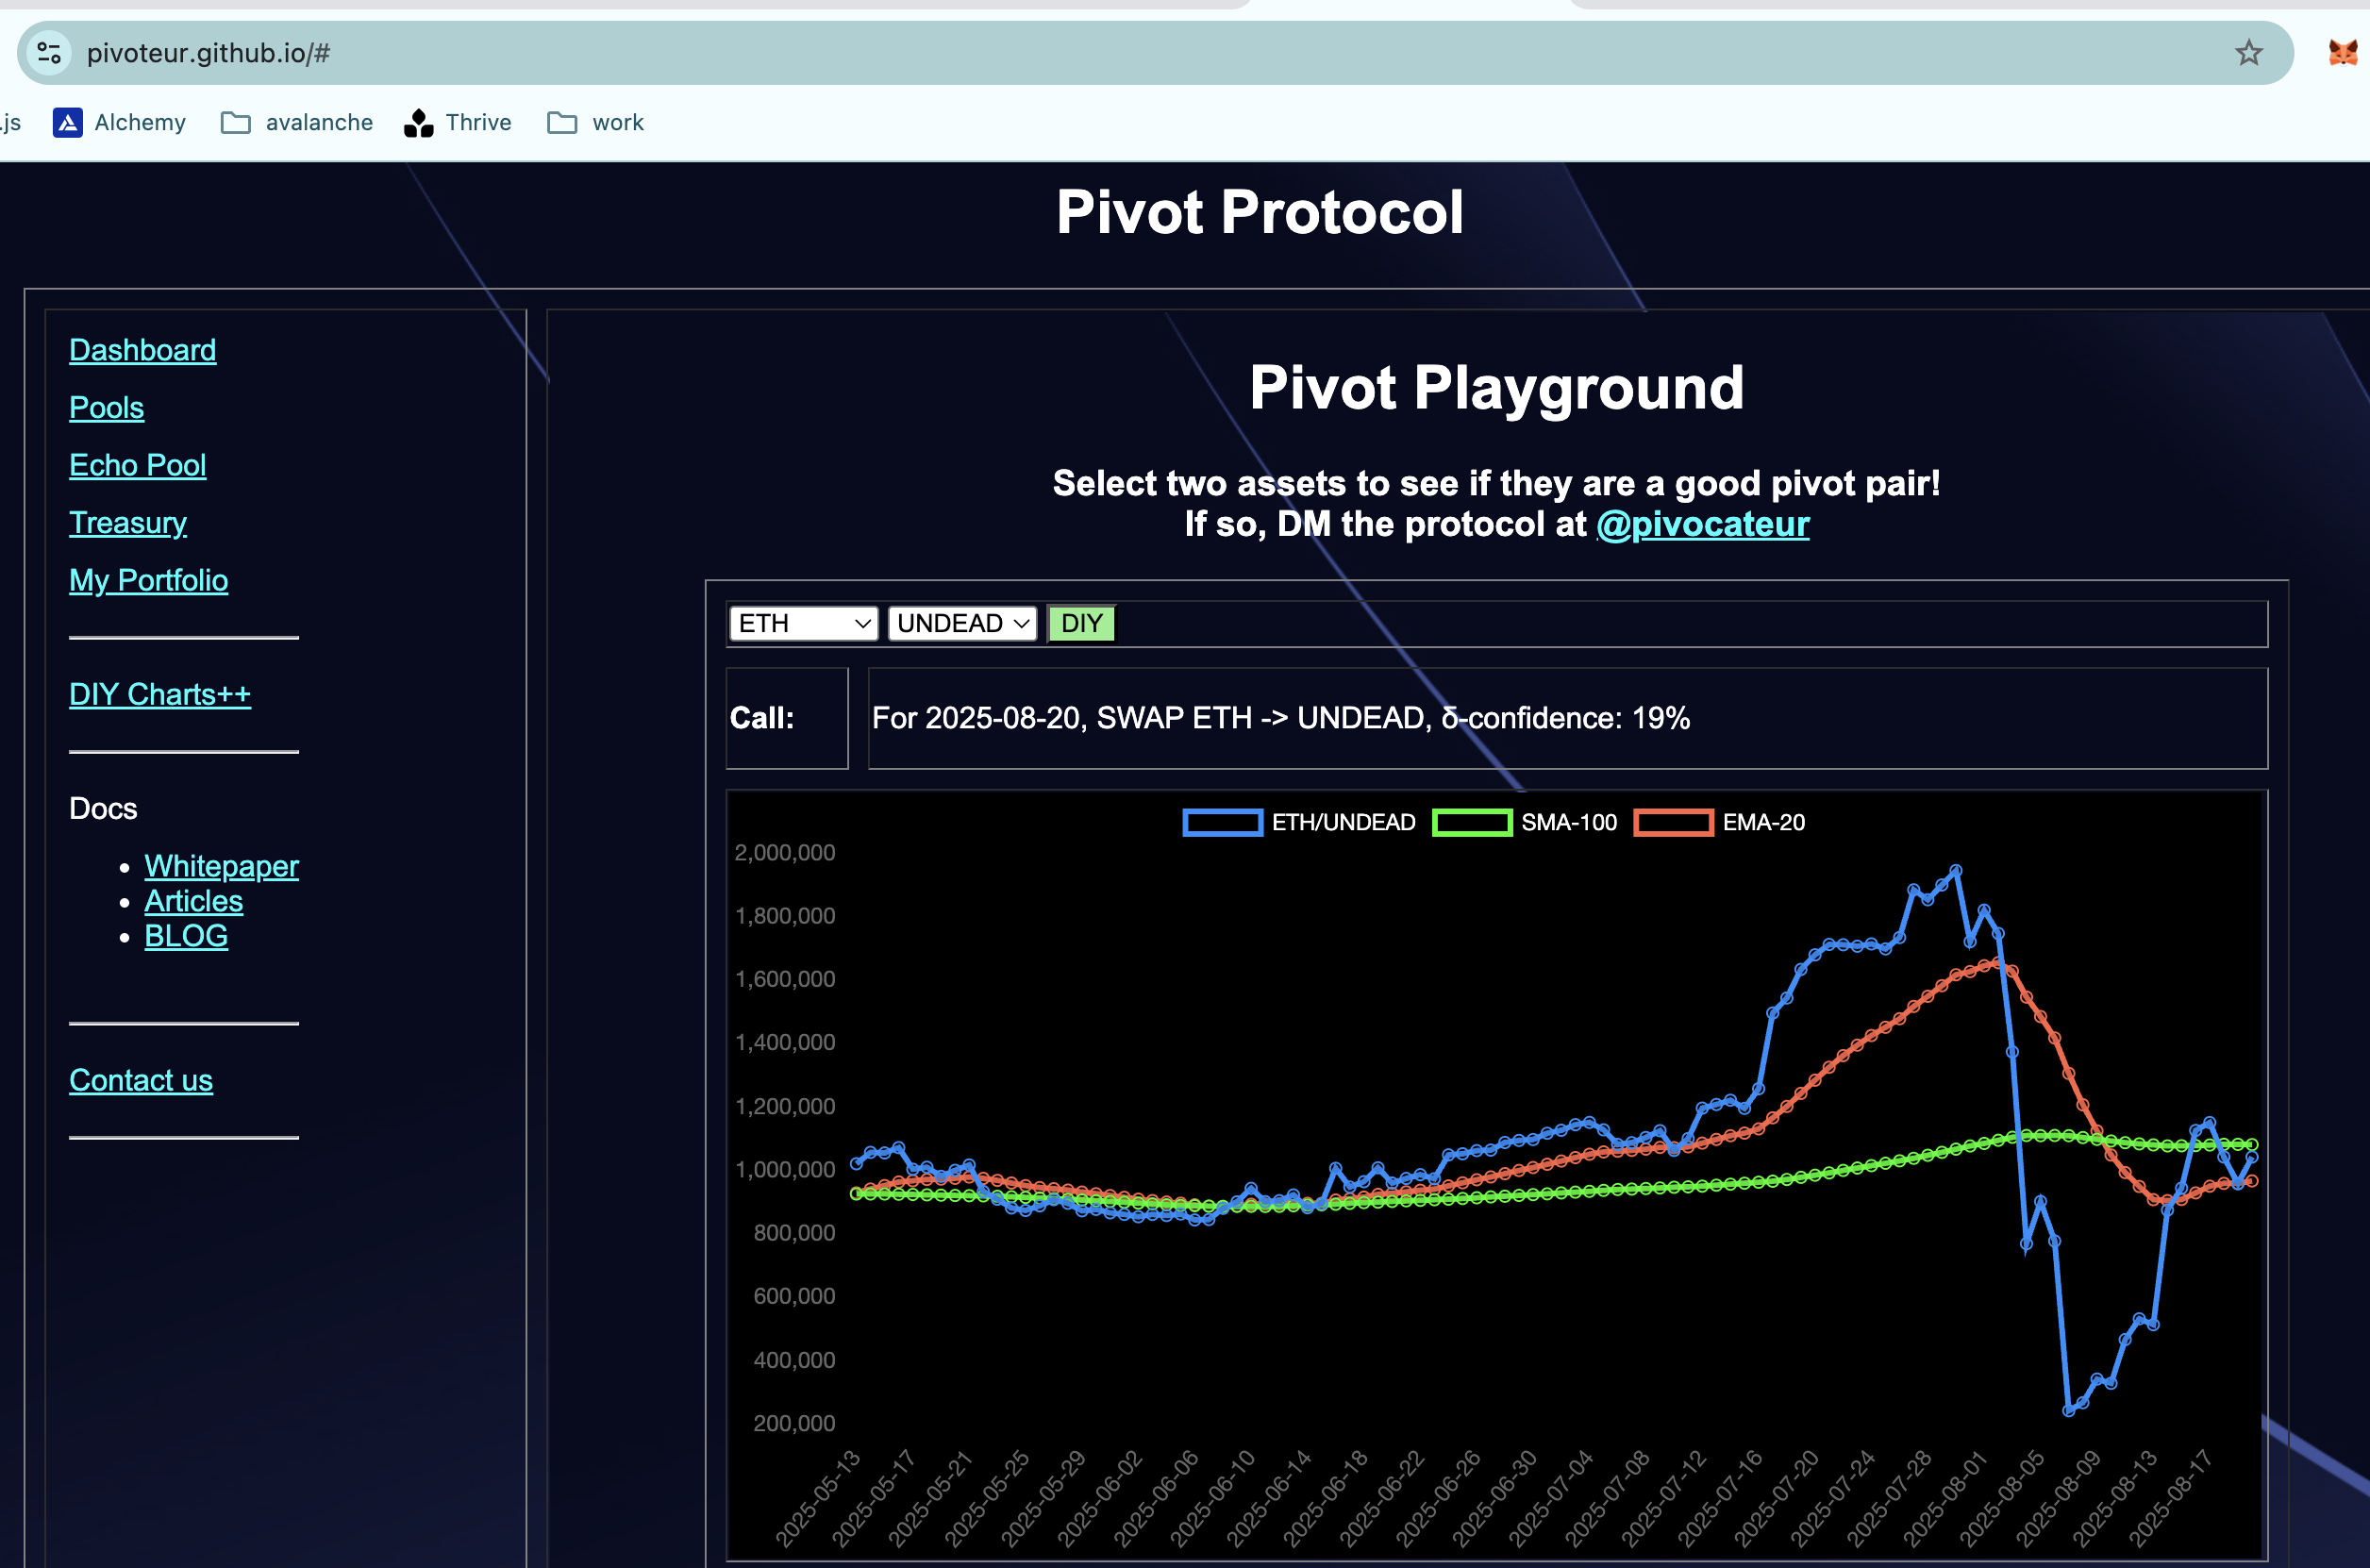 pivoteur.github.io/#
.js Alchemy avalanche Thrive work
Pivot Protocol
Dashboard
Pools
Echo Pool
Treasury
My Portfolio
DIY Charts++
Docs
Whitepaper
Articles
BLOG
Contact us
Pivot Playground
Select two assets to see if they are a good pivot pair!
If so, DM the protocol at @pivocateur
ETH UNDEAD DIY
Call: For 2025-08-20, SWAP ETH -> UNDEAD, δ-confidence: 19%
ETH/UNDEAD SMA-100 EMA-20
2,000,000
1,800,000
1,600,000
1,400,000
1,200,000
1,000,000
800,000
600,000
400,000
200,000
2025-05-13 2025-05-17 2025-05-21 2025-05-25 2025-05-29 2025-06-02 2025-06-06 2025-06-10 2025-06-14 2025-06-18 2025-06-22 2025-06-26 2025-06-30 2025-07-04 2025-07-08 2025-07-12 2025-07-16 2025-07-20 2025-07-24 2025-07-28 2025-08-01 2025-08-05 2025-08-09 2025-08-13 2025-08-17